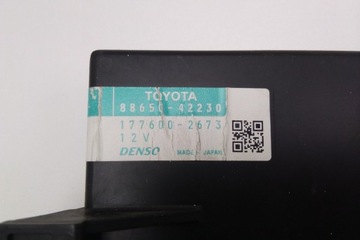 TOYOTA
88650-42230
177600-2673
12V
DENSO MADE IN JAPAN